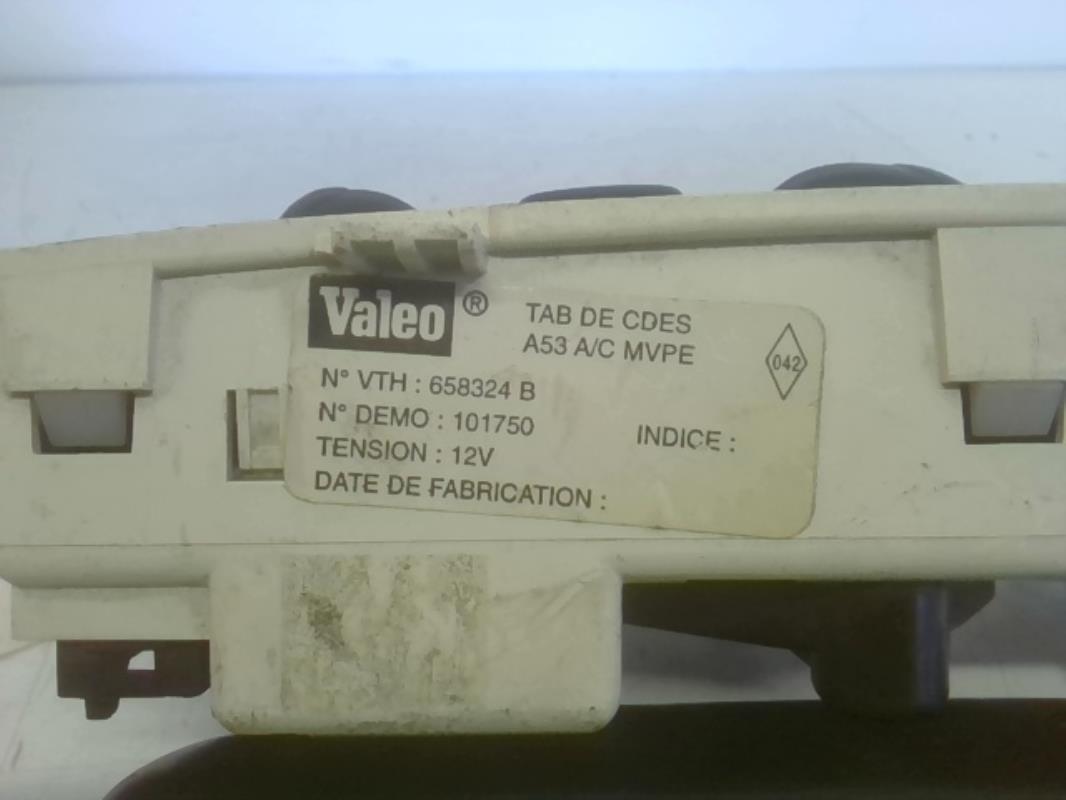 Valeo®
TAB DE CDES
A53 A/C MVPE
042
N° VTH : 658324 B
N° DEMO : 101750
INDICE :
TENSION : 12V
DATE DE FABRICATION :